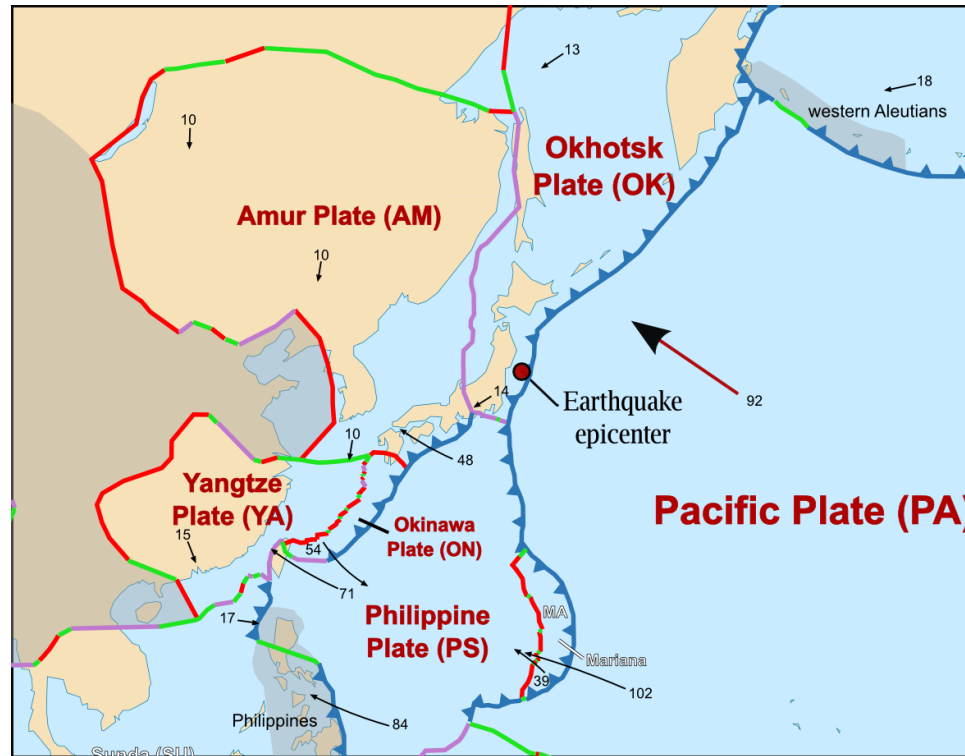 13
18
western Aleutians
10
Okhotsk
Plate (OK)
Amur Plate (AM)
10
14
92
Earthquake
epicenter
10
48
Yangtze
Plate (YA)
Pacific Plate (PA)
Okinawa
Plate (ON)
15
54
71
17
Philippine
Plate (PS)
MA
Mariana
39
102
Philippines
84
Sunda (SU)